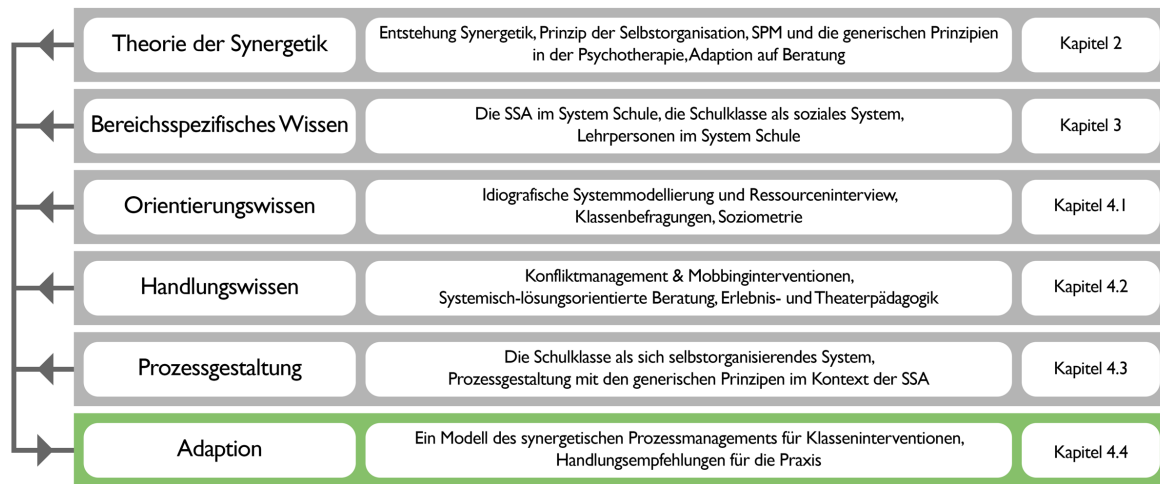 Theorie der Synergetik
Entstehung Synergetik, Prinzip der Selbstorganisation, SPM und die generischen Prinzipien
in der Psychotherapie, Adaption auf Beratung
Kapitel 2
Bereichsspezifisches Wissen
Die SSA im System Schule, die Schulklasse als soziales System,
Lehrpersonen im System Schule
Kapitel 3
Orientierungswissen
Idiografische Systemmodellierung und Ressourceninterview,
Klassenbefragungen, Soziometrie
Kapitel 4.1
Handlungswissen
Konfliktmanagement & Mobbinginterventionen,
Systemisch-lösungsorientierte Beratung, Erlebnis- und Theaterpädagogik
Kapitel 4.2
Prozessgestaltung
Die Schulklasse als sich selbstorganisierendes System,
Prozessgestaltung mit den generischen Prinzipen im Kontext der SSA
Kapitel 4.3
Adaption
Ein Modell des synergetischen Prozessmanagements für Klasseninterventionen,
Handlungsempfehlungen für die Praxis
Kapitel 4.4